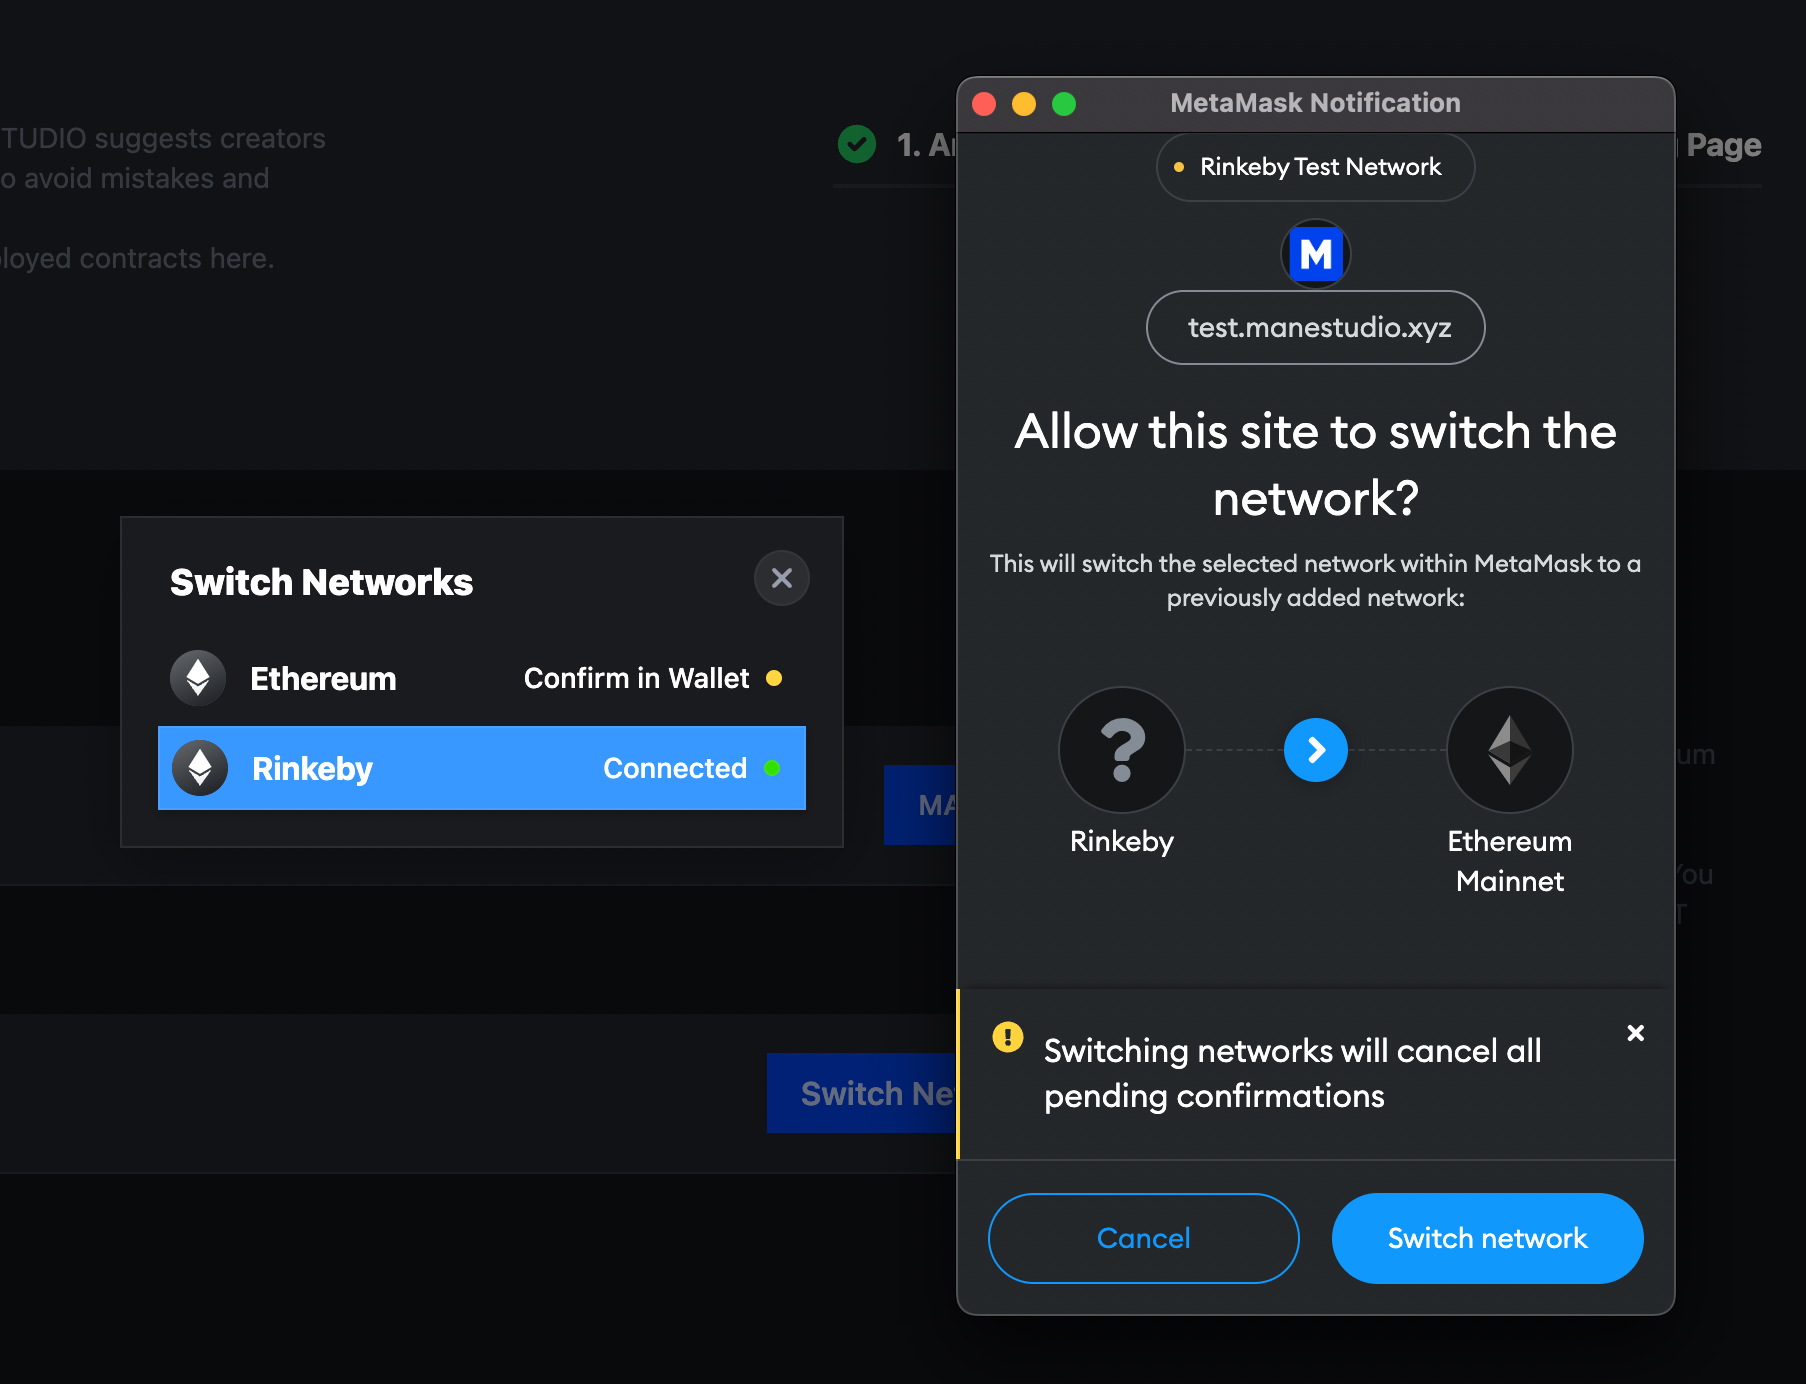 TUDIO suggests creators
o avoid mistakes and
loyed contracts here.
1. A
Page
Switch Networks
Ethereum
Confirm in Wallet
Rinkeby
Connected
MA
Switch Ne
um
You
T
MetaMask Notification
Rinkeby Test Network
M
test.manestudio.xyz
Allow this site to switch the
network?
This will switch the selected network within MetaMask to a
previously added network:
?
Rinkeby
Ethereum
Mainnet
Switching networks will cancel all
pending confirmations
Cancel
Switch network